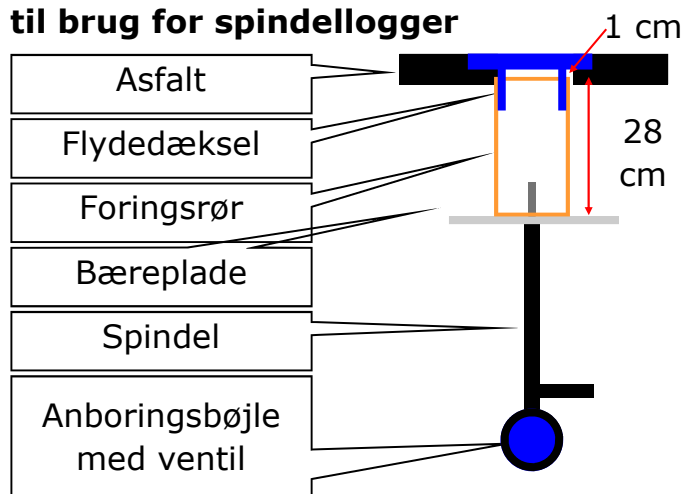 til brug for spindellogger
1 cm
Asfalt
Flydedæksel
28
cm
Foringsrør
Bæreplade
Spindel
Anboringsbøjle
med ventil